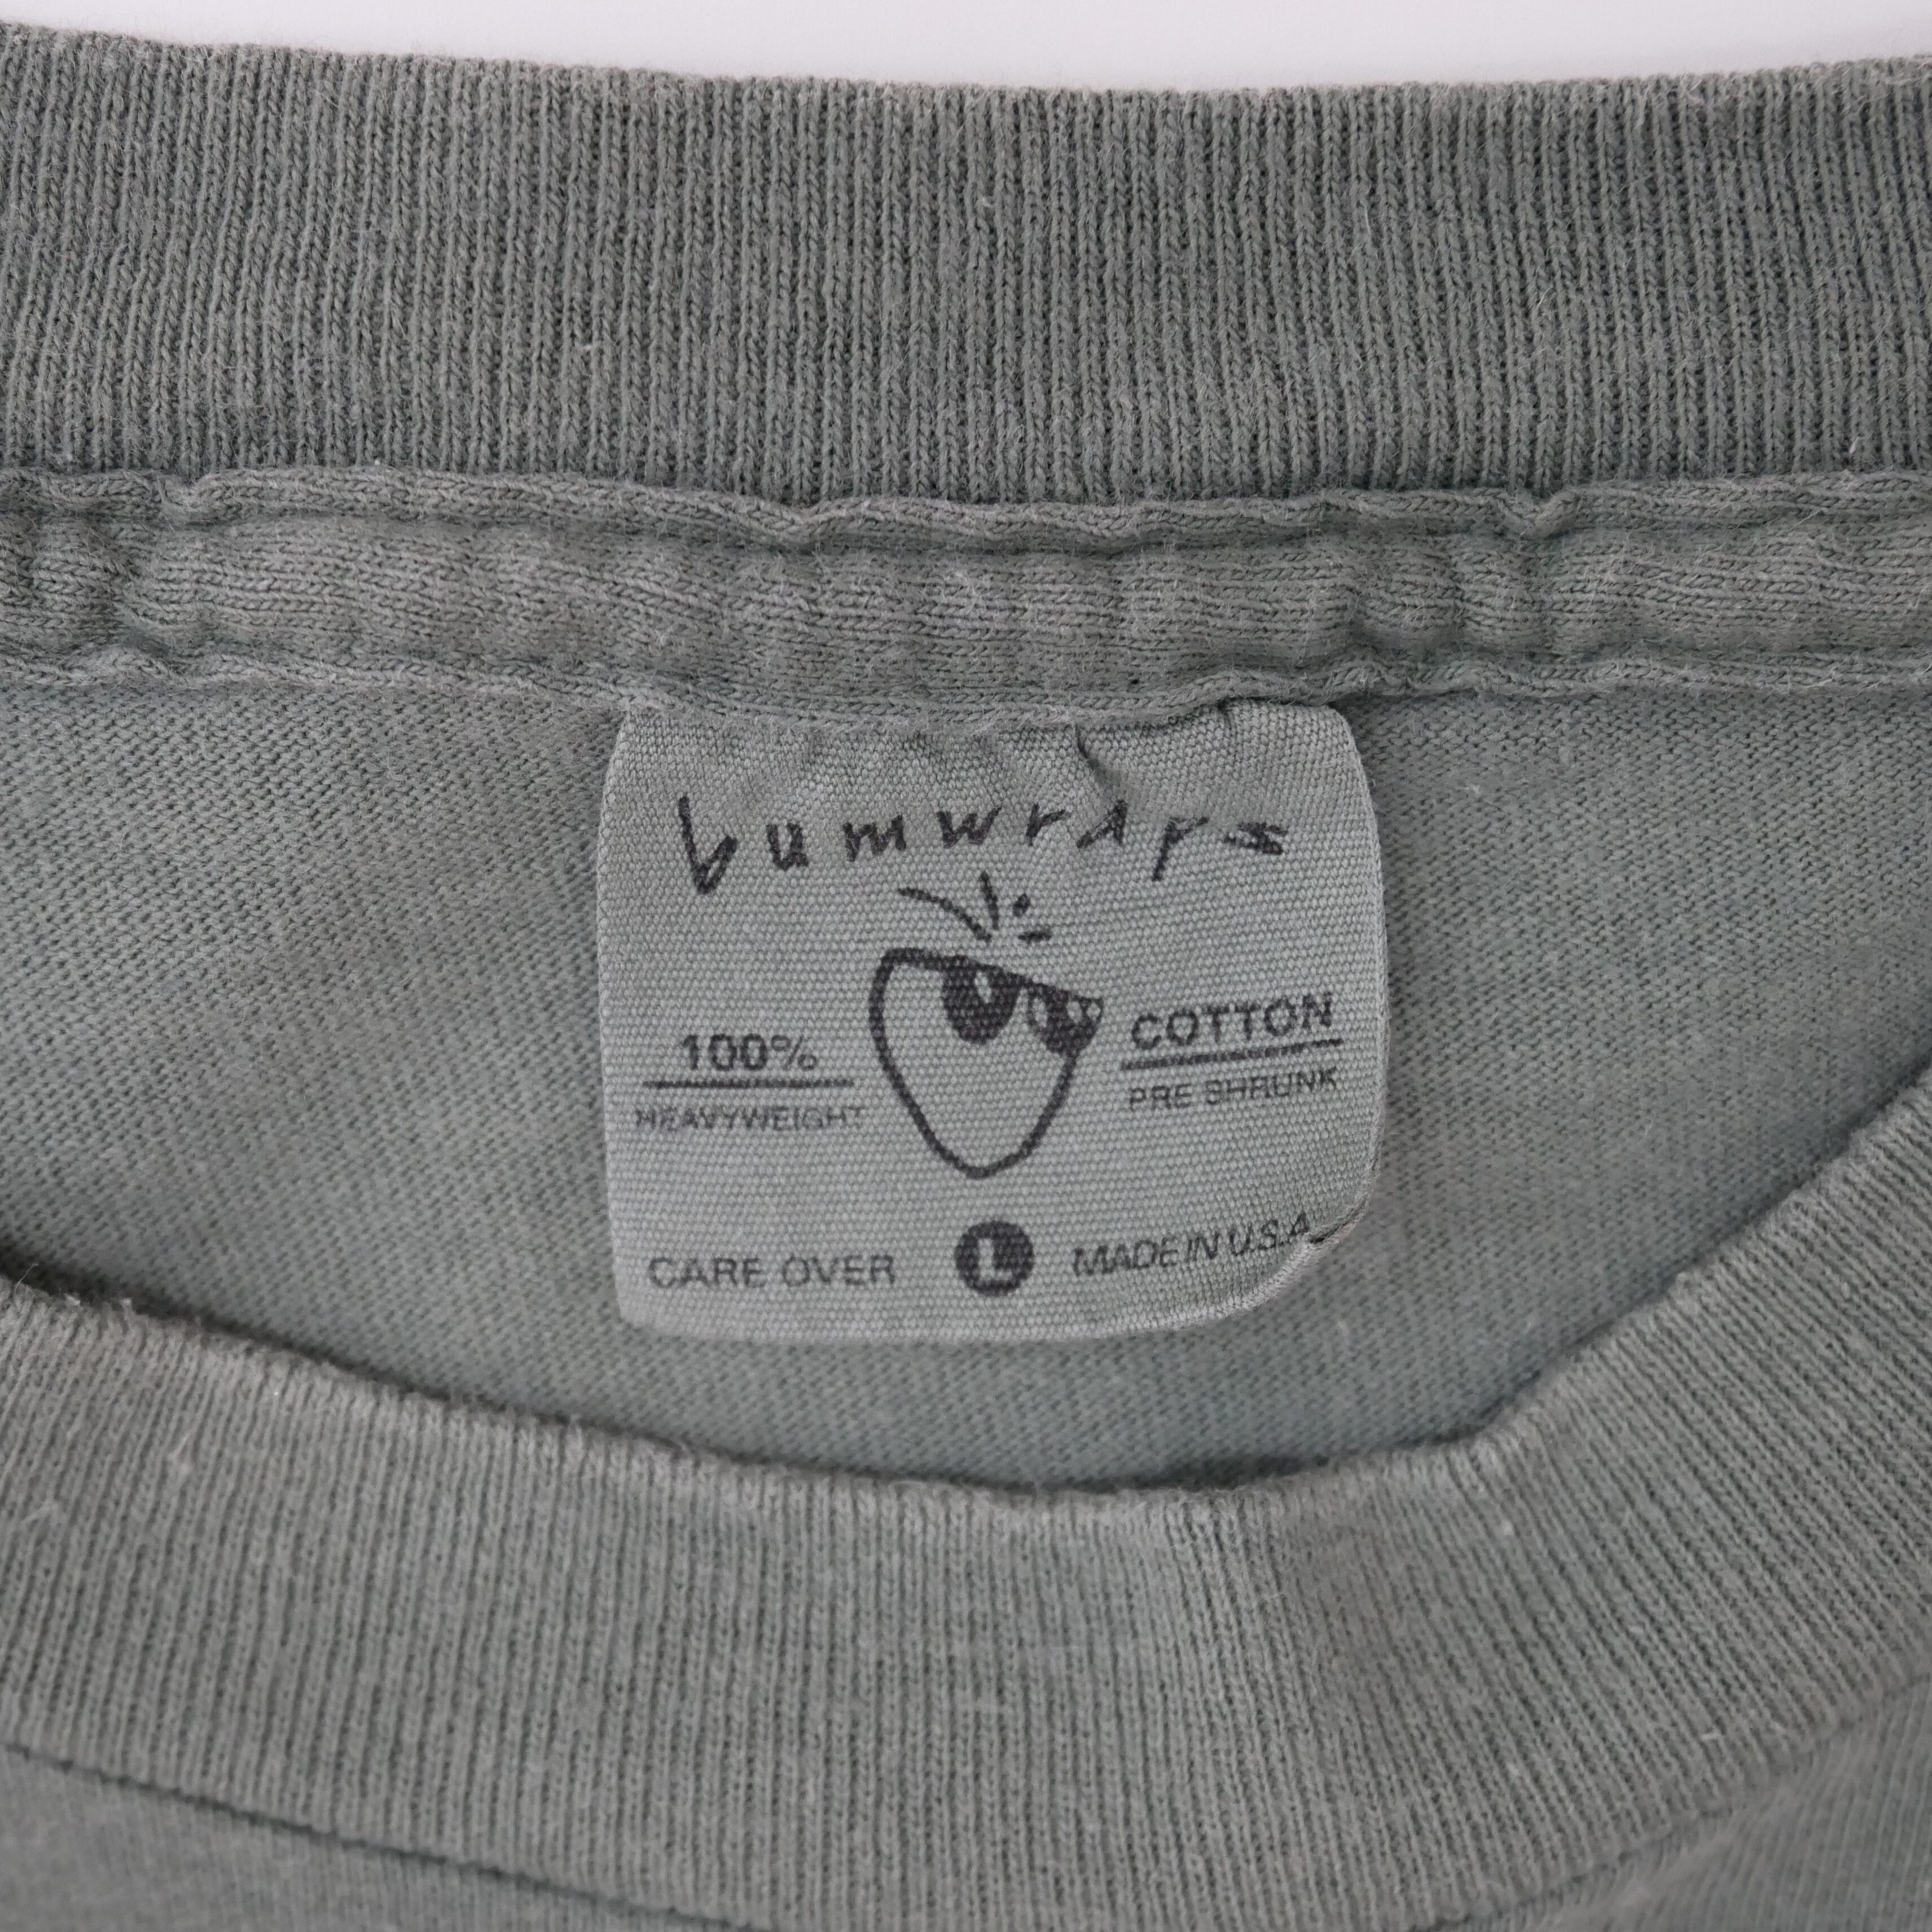 bumwraps
100% COTTON
HEAVYWEIGHT PRE SHRUNK
CARE OVER L MADE IN U.S.A.